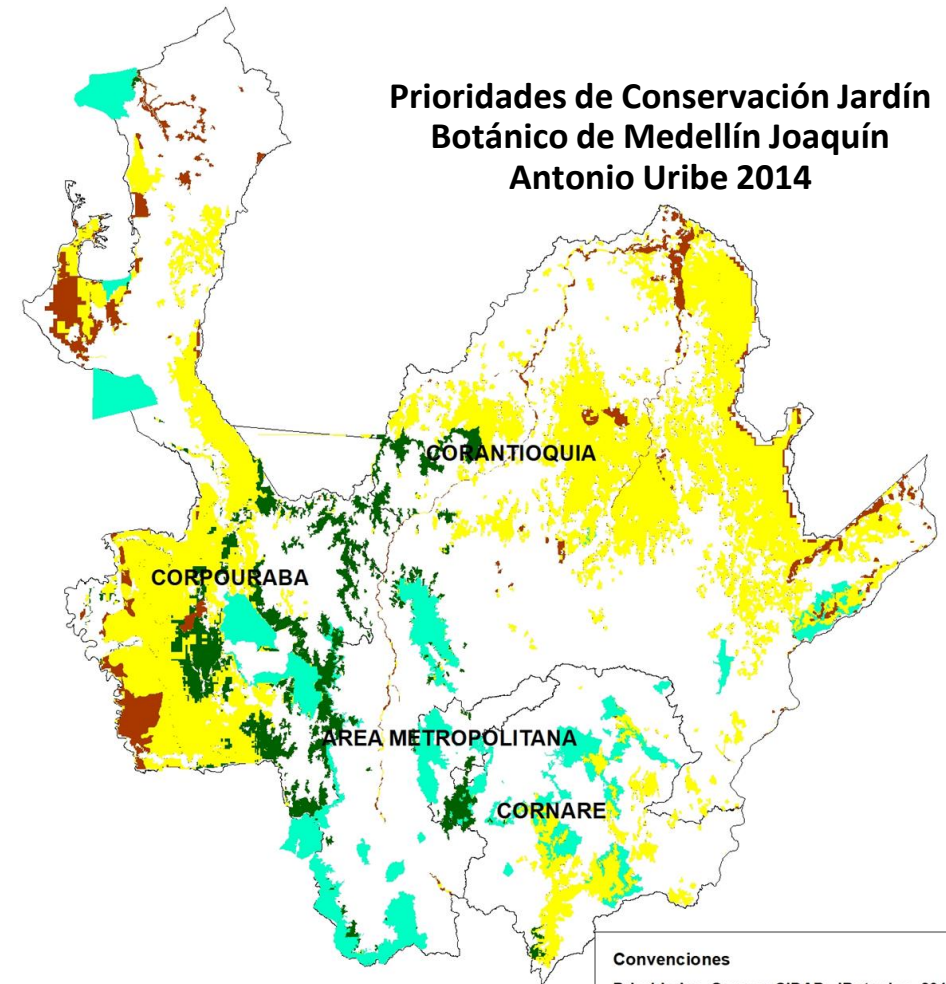 Prioridades de Conservación Jardín
Botánico de Medellín Joaquín
Antonio Uribe 2014
CORANTIOQUIA
CORPOURABA
AREA METROPOLITANA
CORNARE
Convenciones